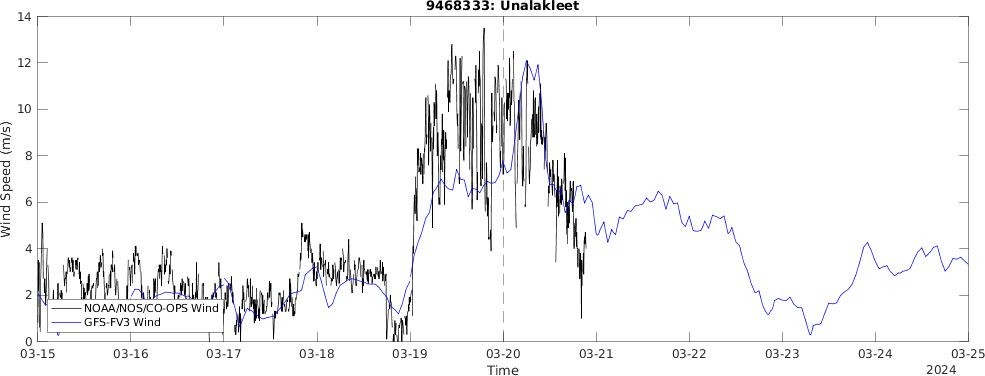 9468333: Unalakleet
14
12
10
8
6
4
2
0
Wind Speed (m/s)
NOAA/NOS/CO-OPS Wind
GFS-FV3 Wind
03-15 03-16 03-17 03-18 03-19 03-20 03-21 03-22 03-23 03-24 03-25
Time
2024